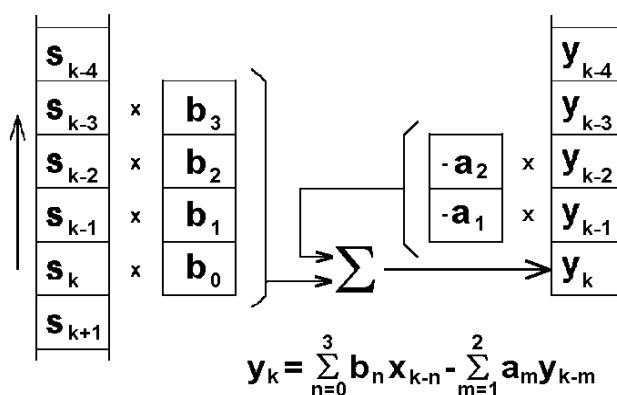 s k-4 y k-4
s k-3 x b 3 y k-3
s k-2 x b 2 -a 2 x y k-2
s k-1 x b 1 -a 1 x y k-1
s k x b 0 Σ y k
s k+1
y k = 3 Σ n=0 b n x k-n - 2 Σ m=1 a m y k-m